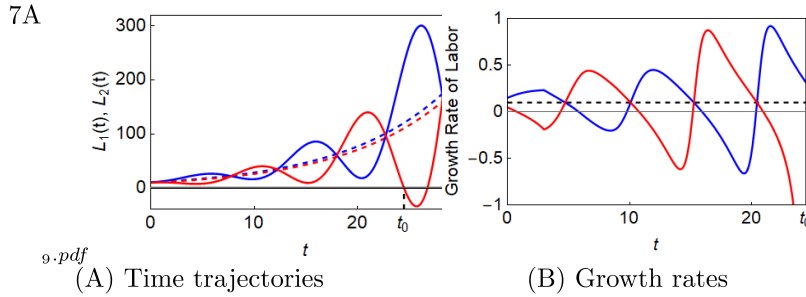 7A
300
200
100
0
L₁(t), L₂(t)
0 10 20 t₀
t
1
0.5
0
−0.5
−1
Growth Rate of Labor
0 10 20 t₀
t
9.pdf
(A) Time trajectories (B) Growth rates